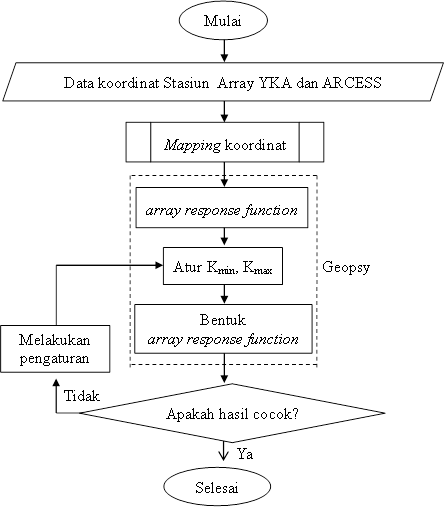 Mulai
Data koordinat Stasiun Array YKA dan ARCESS
Mapping koordinat
array response function
Atur Kmin, Kmax
Geopsy
Bentuk
array response function
Melakukan
pengaturan
Tidak
Apakah hasil cocok?
Ya
Selesai